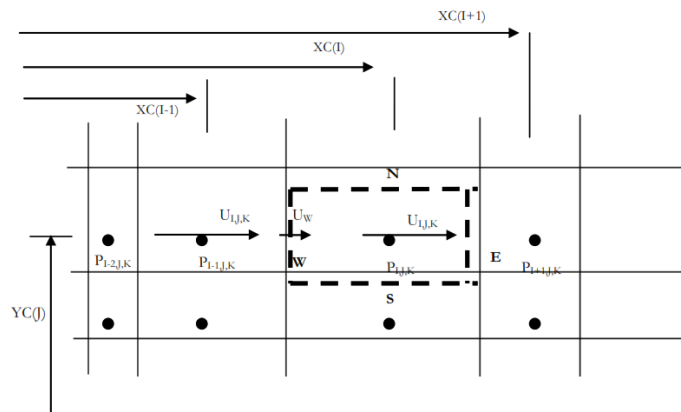 XC(I+1)
XC(I)
XC(I-1)
N
U_{I,J,K} U_W U_{I,J,K}
P_{I-2,J,K} P_{I-1,J,K} W P_{I,J,K} E P_{I+1,J,K}
S
YC(J)